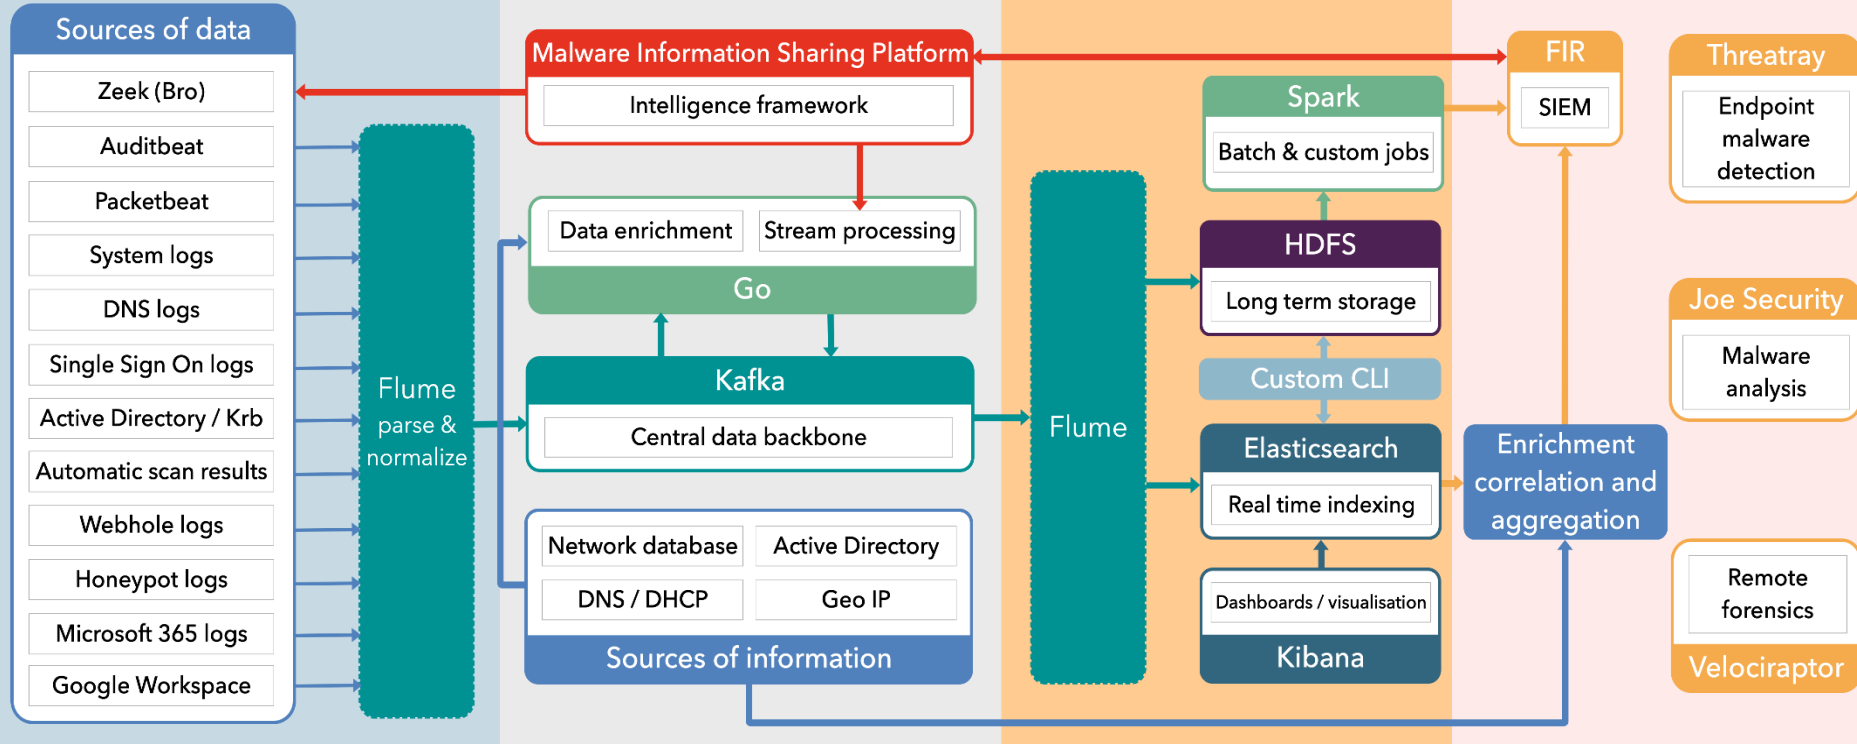 Sources of data
Zeek (Bro)
Auditbeat
Packetbeat
System logs
DNS logs
Single Sign On logs
Active Directory / Krb
Automatic scan results
Webhole logs
Honeypot logs
Microsoft 365 logs
Google Workspace
Flume
parse &
normalize
Malware Information Sharing Platform
Intelligence framework
Data enrichment
Stream processing
Go
Kafka
Central data backbone
Network database
Active Directory
DNS / DHCP
Geo IP
Sources of information
Flume
Spark
Batch & custom jobs
HDFS
Long term storage
Custom CLI
Elasticsearch
Real time indexing
Dashboards / visualisation
Kibana
FIR
SIEM
Enrichment
correlation and
aggregation
Threatray
Endpoint
malware
detection
Joe Security
Malware
analysis
Remote
forensics
Velociraptor